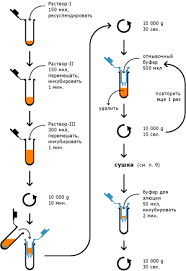 Раствор-I
150 мкл,
ресуспендировать
Раствор-II
150 мкл,
перемешать,
инкубировать
1 мин.
Раствор-III
300 мкл,
перемешать,
инкубировать
1 мин.
10 000 g
10 мин.
10 000 g
30 сек.
отмывочный
буфер
500 мкл
удалить
повторить
еще 1 раз
10 000 g
15 сек.
сушка (см. п. 9)
буфер для
элюции
50 мкл,
инкубировать
2 мин.
10 000 g
30 сек.